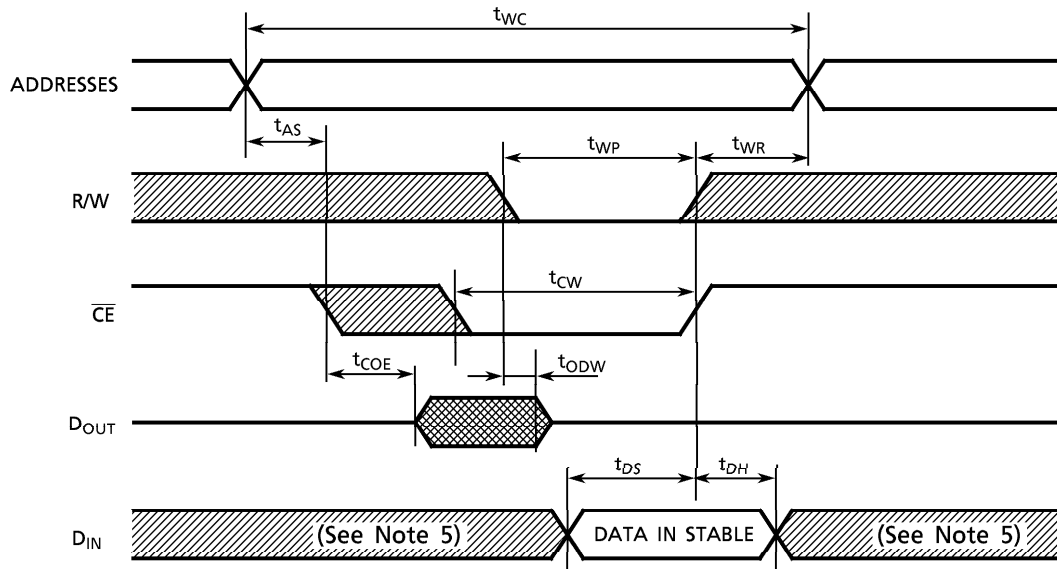 tWC
ADDRESSES
tAS
tWP
tWR
R/W
tCW
CE
tCOE
tODW
DOUT
tDS
tDH
DIN
(See Note 5)
DATA IN STABLE
(See Note 5)